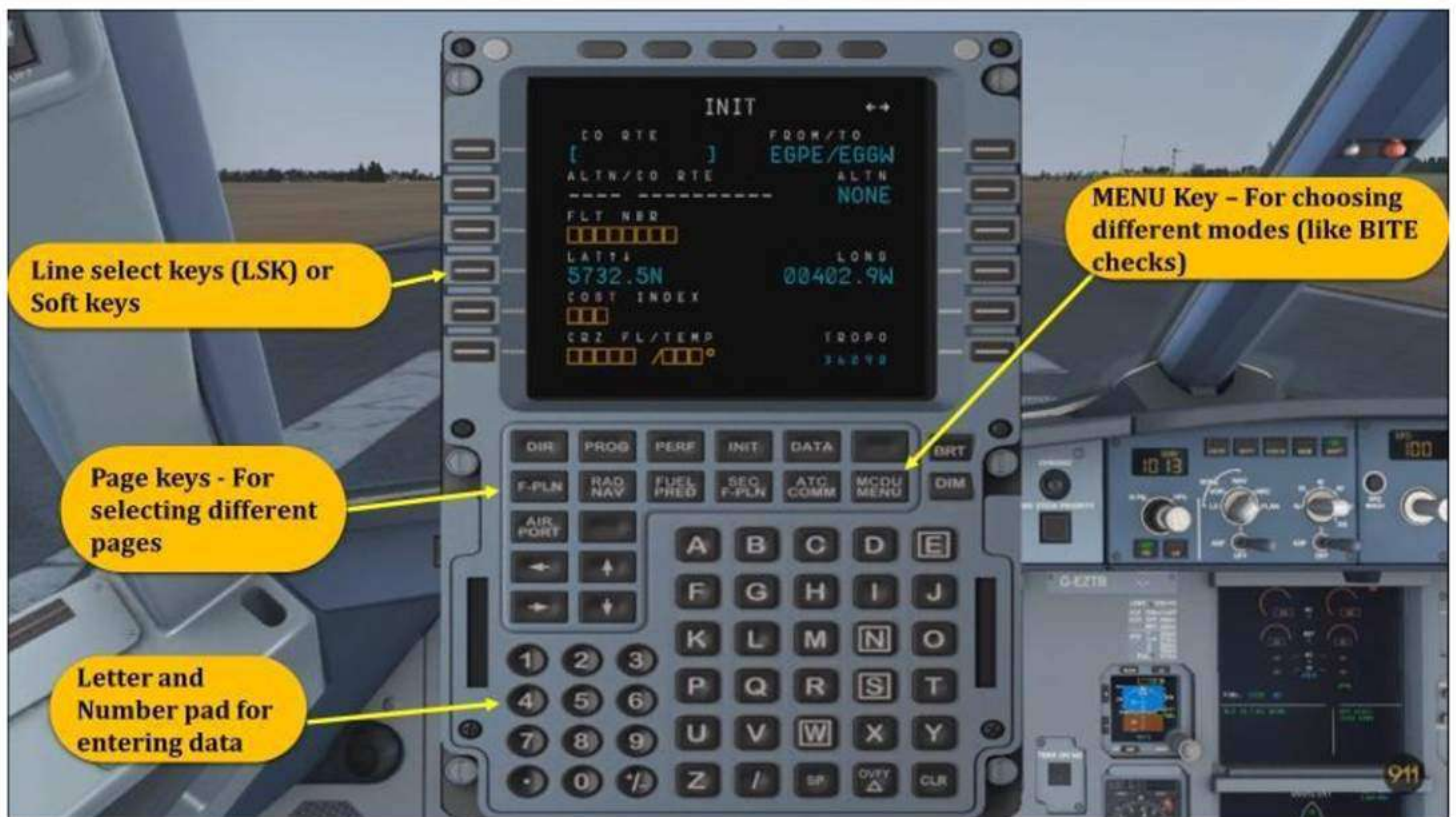 INIT ←→
CO RTE FROM/TO
[ ] EGPE/EGGW
ALTN/CO RTE ALTN
---- ---------- NONE
FLT NBR
LAT↑↓ LONG
5732.5N 00402.9W
COST INDEX
CRZ FL/TEMP TROPO
/ ° 36090
Line select keys (LSK) or
Soft keys
MENU Key – For choosing
different modes (like BITE
checks)
Page keys - For
selecting different
pages
Letter and
Number pad for
entering data
DIR PROG PERF INIT DATA BRT
F-PLN RAD NAV FUEL PRED SEC F-PLN ATC COMM MCDU MENU DIM
AIR PORT
← ↑
→ ↓
A B C D E
F G H I J
K L M N O
P Q R S T
U V W X Y
Z / SP OVFY Δ CLR
1 2 3
4 5 6
7 8 9
. 0 +/-
1013
100
G-EZTB
911